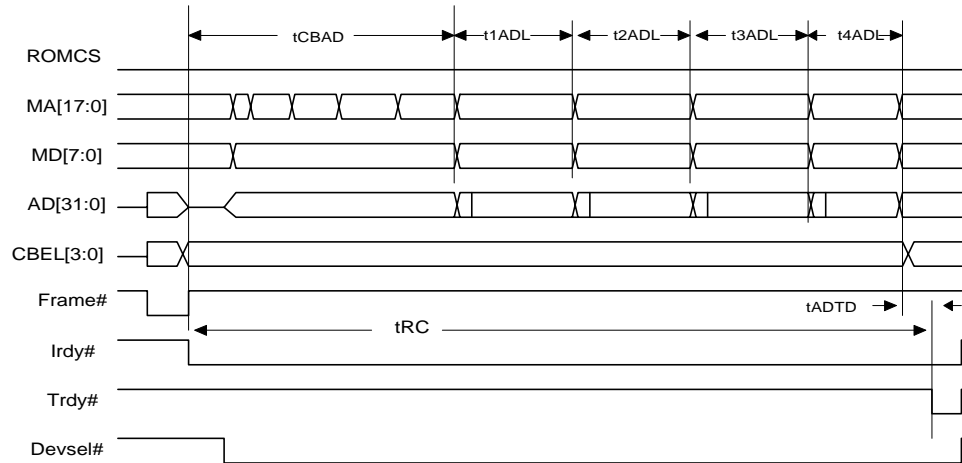 tCBAD t1ADL t2ADL t3ADL t4ADL
ROMCS
MA[17:0]
MD[7:0]
AD[31:0]
CBEL[3:0]
Frame#
tADTD
tRC
Irdy#
Trdy#
Devsel#